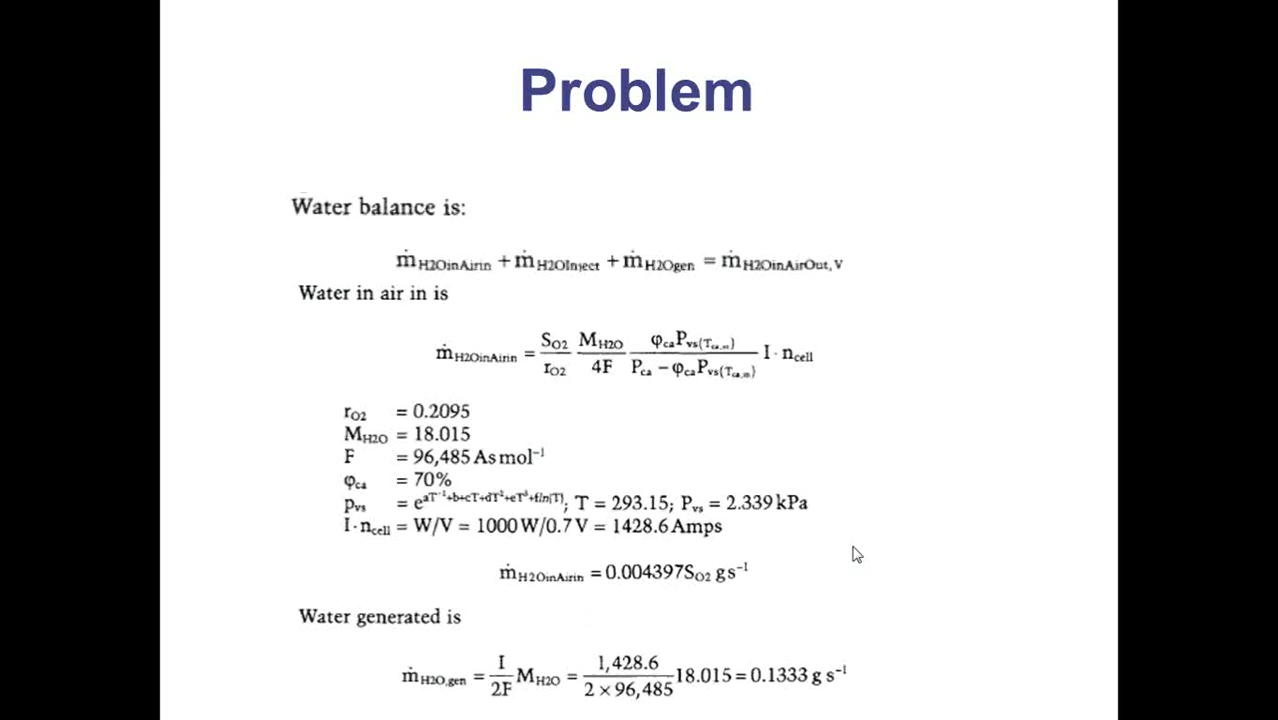 Problem
Water balance is:
ṁH2OinAirin + ṁH2OInject + ṁH2Ogen = ṁH2OinAirOut,V
Water in air in is
ṁH2OinAirin = SO2/rO2 MH2O/4F φcaPvs(Tca,in)/Pca − φcaPvs(Tca,in) I · ncell
rO2 = 0.2095
MH2O = 18.015
F = 96,485 As mol⁻¹
φca = 70%
pvs = e^aT⁻¹+b+cT+dT²+eT³+fln(T); T = 293.15; Pvs = 2.339 kPa
I · ncell = W/V = 1000 W/0.7 V = 1428.6 Amps
ṁH2OinAirin = 0.004397SO2 gs⁻¹
Water generated is
ṁH2O,gen = I/2F MH2O = 1,428.6/2 × 96,485 18.015 = 0.1333 g s⁻¹